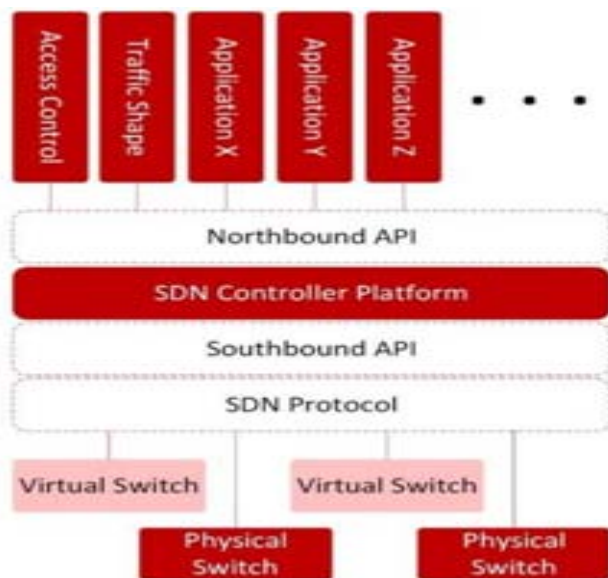 Access Control
Traffic Shape
Application X
Application Y
Application Z
. . .
Northbound API
SDN Controller Platform
Southbound API
SDN Protocol
Virtual Switch
Virtual Switch
Physical
Switch
Physical
Switch